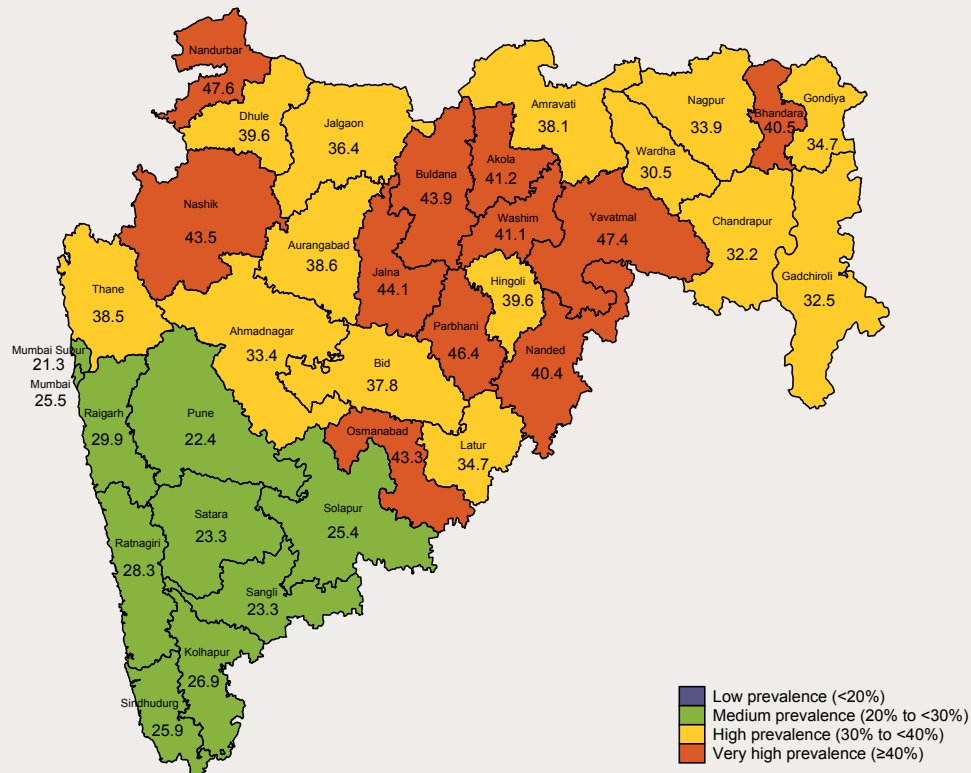 Nandurbar
47.6
Dhule
39.6
Jalgaon
36.4
Amravati
38.1
Nagpur
33.9
Bhandara
40.5
Gondiya
34.7
Wardha
30.5
Akola
41.2
Buldana
43.9
Nashik
43.5
Washim
41.1
Yavatmal
47.4
Chandrapur
32.2
Aurangabad
38.6
Jalna
44.1
Hingoli
39.6
Gadchiroli
32.5
Thane
38.5
Ahmadnagar
33.4
Parbhani
46.4
Nanded
40.4
Mumbai Subur
21.3
Mumbai
25.5
Bid
37.8
Raigarh
29.9
Pune
22.4
Osmanabad
43.3
Latur
34.7
Satara
23.3
Solapur
25.4
Ratnagiri
28.3
Sangli
23.3
Kolhapur
26.9
Sindhudurg
25.9
Low prevalence (<20%)
Medium prevalence (20% to <30%)
High prevalence (30% to <40%)
Very high prevalence (≥40%)